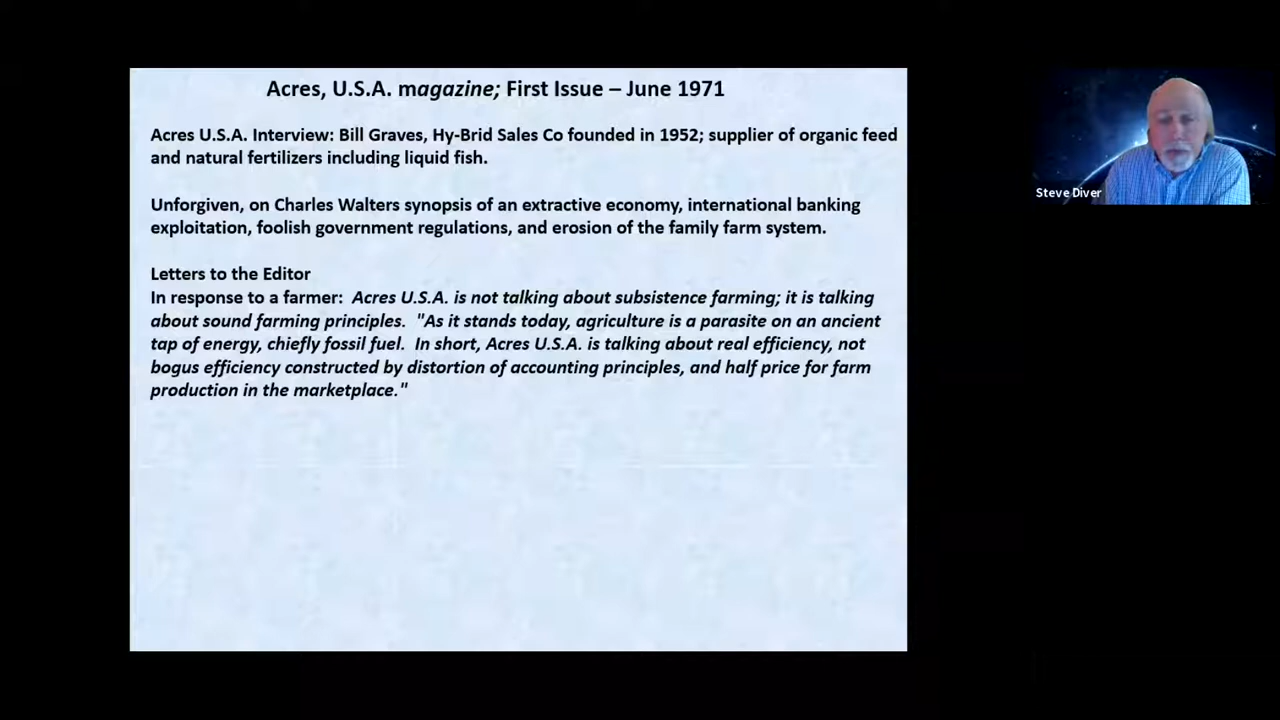 Acres, U.S.A. magazine; First Issue – June 1971
Acres U.S.A. Interview: Bill Graves, Hy-Brid Sales Co founded in 1952; supplier of organic feed
and natural fertilizers including liquid fish.
Unforgiven, on Charles Walters synopsis of an extractive economy, international banking
exploitation, foolish government regulations, and erosion of the family farm system.
Letters to the Editor
In response to a farmer: Acres U.S.A. is not talking about subsistence farming; it is talking
about sound farming principles. "As it stands today, agriculture is a parasite on an ancient
tap of energy, chiefly fossil fuel. In short, Acres U.S.A. is talking about real efficiency, not
bogus efficiency constructed by distortion of accounting principles, and half price for farm
production in the marketplace."
Steve Diver